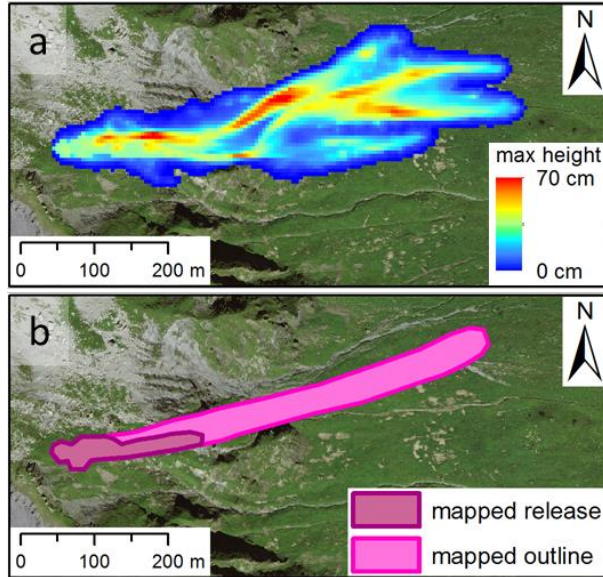 a
N
max height
70 cm
0 cm
0 100 200 m
b
N
0 100 200 m
mapped release
mapped outline